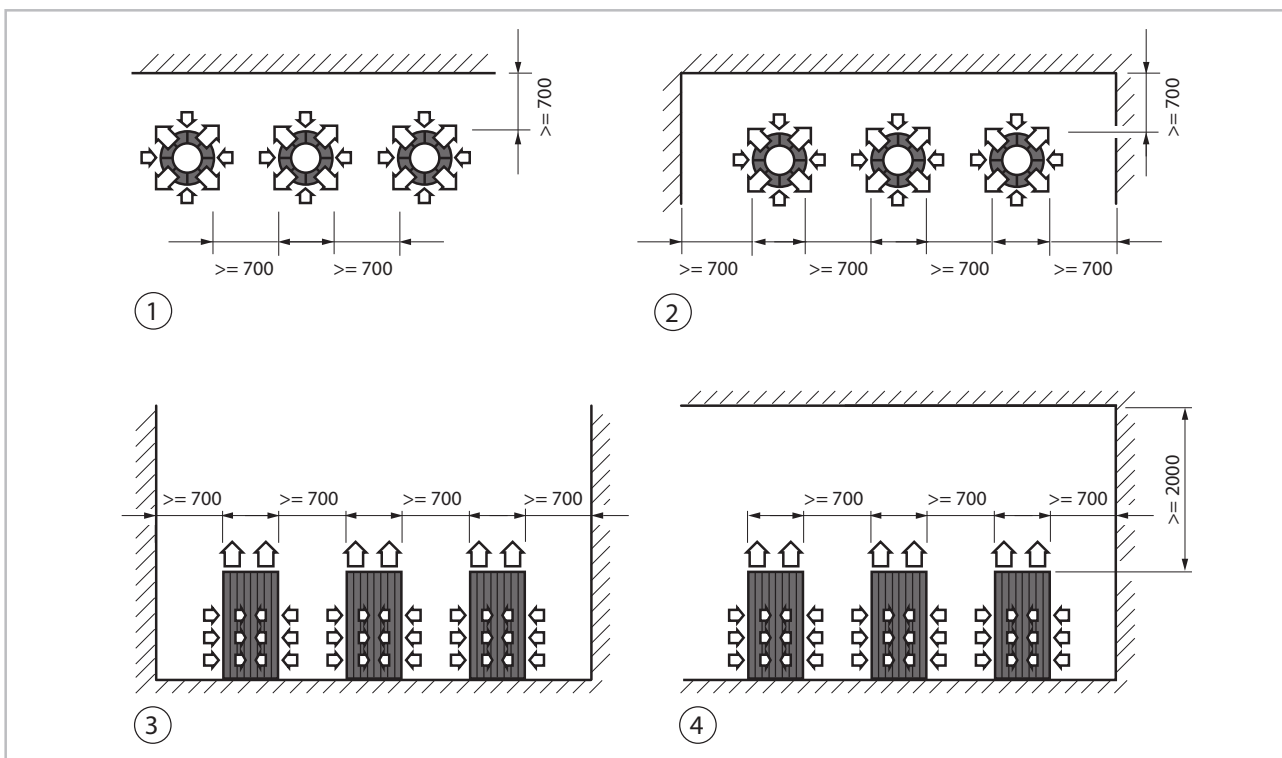 >= 700
>= 700 >= 700
1
>= 700
>= 700 >= 700 >= 700 >= 700
2
>= 700 >= 700 >= 700 >= 700
3
>= 700 >= 700 >= 700
>= 2000
4